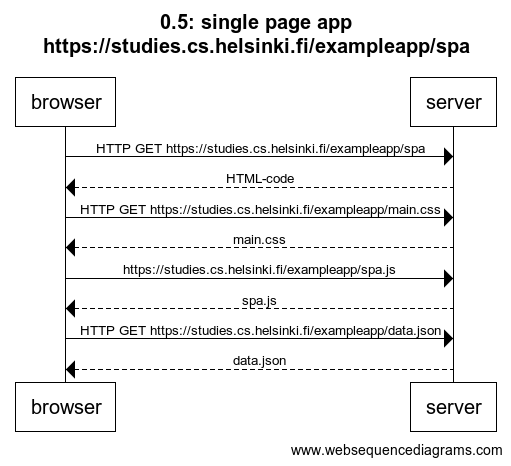 0.5: single page app
https://studies.cs.helsinki.fi/exampleapp/spa
browser
server
HTTP GET https://studies.cs.helsinki.fi/exampleapp/spa
HTML-code
HTTP GET https://studies.cs.helsinki.fi/exampleapp/main.css
main.css
https://studies.cs.helsinki.fi/exampleapp/spa.js
spa.js
HTTP GET https://studies.cs.helsinki.fi/exampleapp/data.json
data.json
browser
server
www.websequencediagrams.com